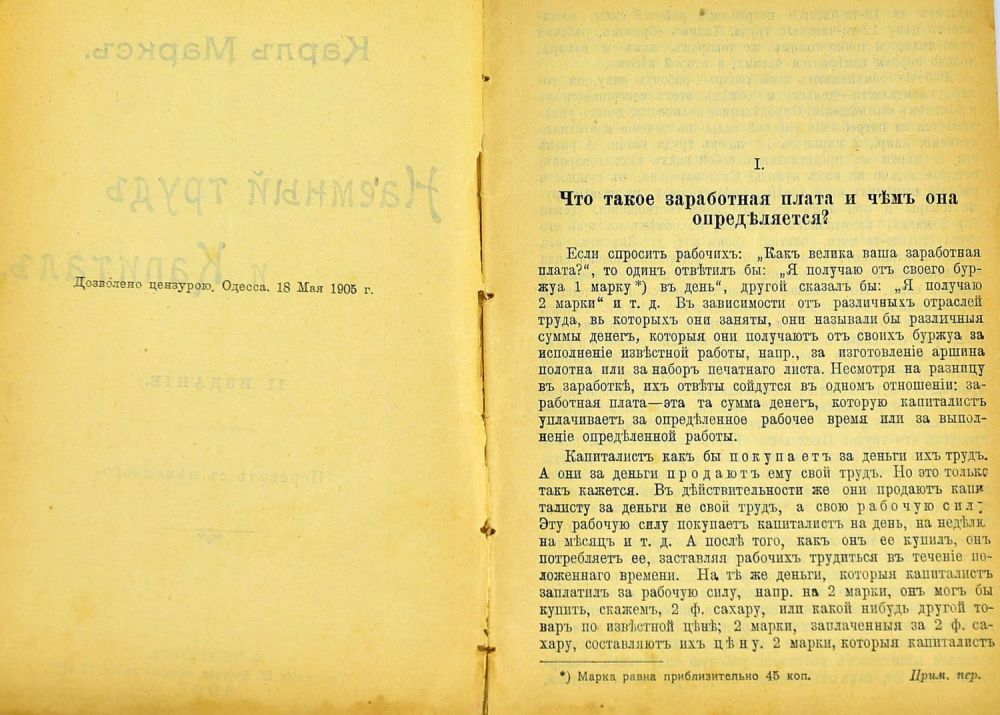 Карлъ Марксъ.
Наемный трудъ
и Капиталъ.
Дозволено цензурою. Одесса. 18 Мая 1905 г.
II ИЗДАНІЕ.
Переводъ съ нѣмецкаго.
I.
Что такое заработная плата и чѣмъ она
опредѣляется?
Если спросить рабочихъ: „Какъ велика ваша заработная
плата?“, то одинъ отвѣтилъ бы: „Я получаю отъ своего бур-
жуа 1 марку *) въ день“, другой сказалъ бы: „Я получаю
2 марки“ и т. д. Въ зависимости отъ различныхъ отраслей
труда, вь которыхъ они заняты, они называли бы различныя
суммы денегъ, которыя они получаютъ отъ своихъ буржуа за
исполненіе извѣстной работы, напр., за изготовленіе аршина
полотна или за наборъ печатнаго листа. Несмотря на разницу
въ заработкѣ, ихъ отвѣты сойдутся въ одномъ отношеніи: за-
работная плата—эта та сумма денегъ, которую капиталистъ
уплачиваетъ за опредѣленное рабочее время или за выпол-
неніе опредѣленной работы.
Капиталистъ какъ бы покупаетъ за деньги ихъ трудъ.
А они за деньги продаютъ ему свой трудъ. Но это только
такъ кажется. Въ дѣйствительности же они продаютъ капи
талисту за деньги не свой трудъ, а свою рабочую сил
Эту рабочую силу покупаетъ капиталистъ на день, на недѣлю
на мѣсяцъ и т. д. А послѣ того, какъ онъ ее купилъ, онъ
потребляетъ ее, заставляя рабочихъ трудиться въ теченіе по-
ложеннаго времени. На тѣ же деньги, которыя капиталистъ
заплатилъ за рабочую силу, напр. на 2 марки, онъ могъ бы
купить, скажемъ, 2 ф. сахару, или какой нибудь другой то-
варъ по извѣстной цѣнѣ; 2 марки, заплаченныя за 2 ф. са-
хару, составляютъ ихъ цѣну. 2 марки, которыя капиталистъ
*) Марка равна приблизительно 45 коп. Прим. пер.